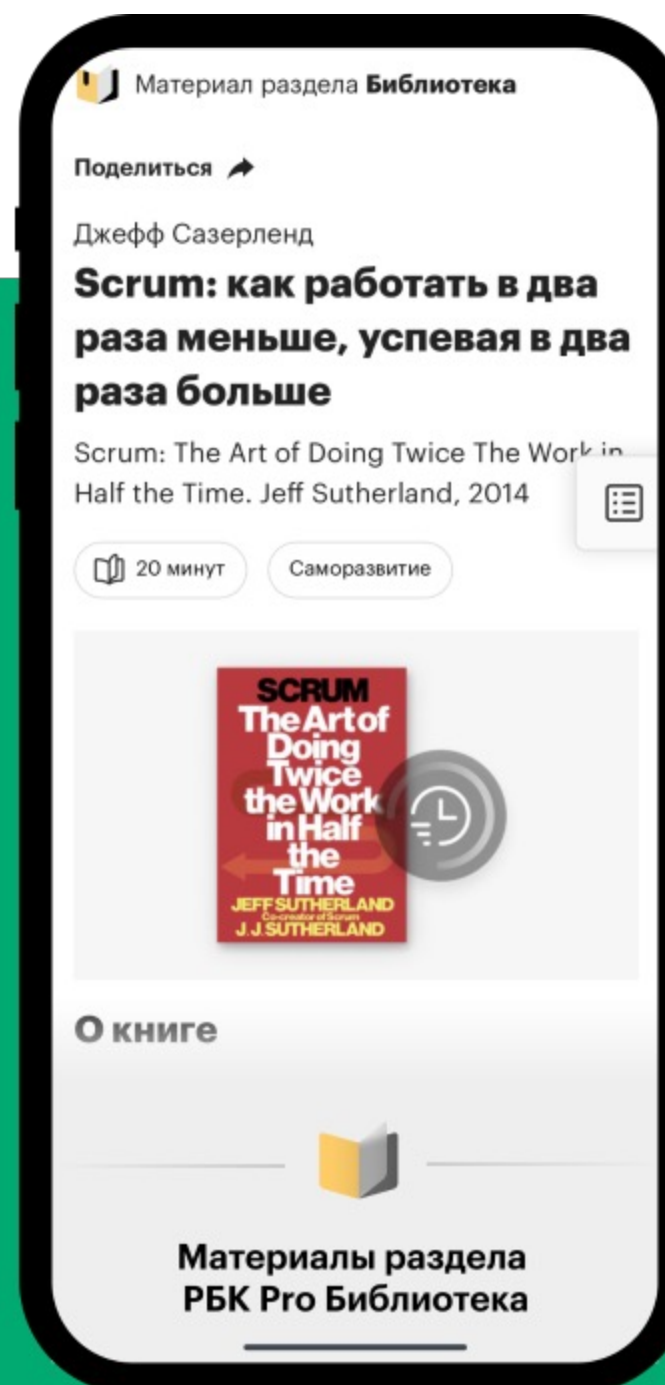 Материал раздела Библиотека
Поделиться
Джефф Сазерленд
Scrum: как работать в два
раза меньше, успевая в два
раза больше
Scrum: The Art of Doing Twice The Work in
Half the Time. Jeff Sutherland, 2014
20 минут
Саморазвитие
SCRUM
The Art of
Doing
Twice
the Work
in Half
the
Time
JEFF SUTHERLAND
Co-creator of Scrum
J.J. SUTHERLAND
О книге
Материалы раздела
РБК Pro Библиотека